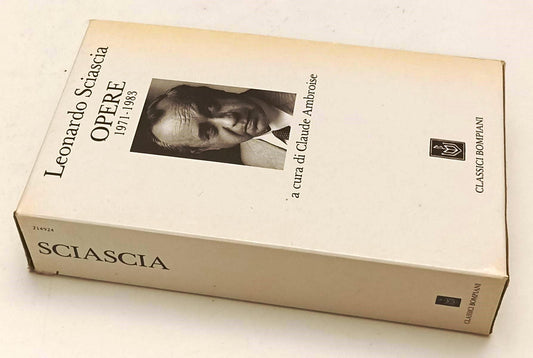 Leonardo Sciascia
OPERE
1971-1983
a cura di Claude Ambroise
CLASSICI BOMPIANI
214924
SCIASCIA
CLASSICI BOMPIANI